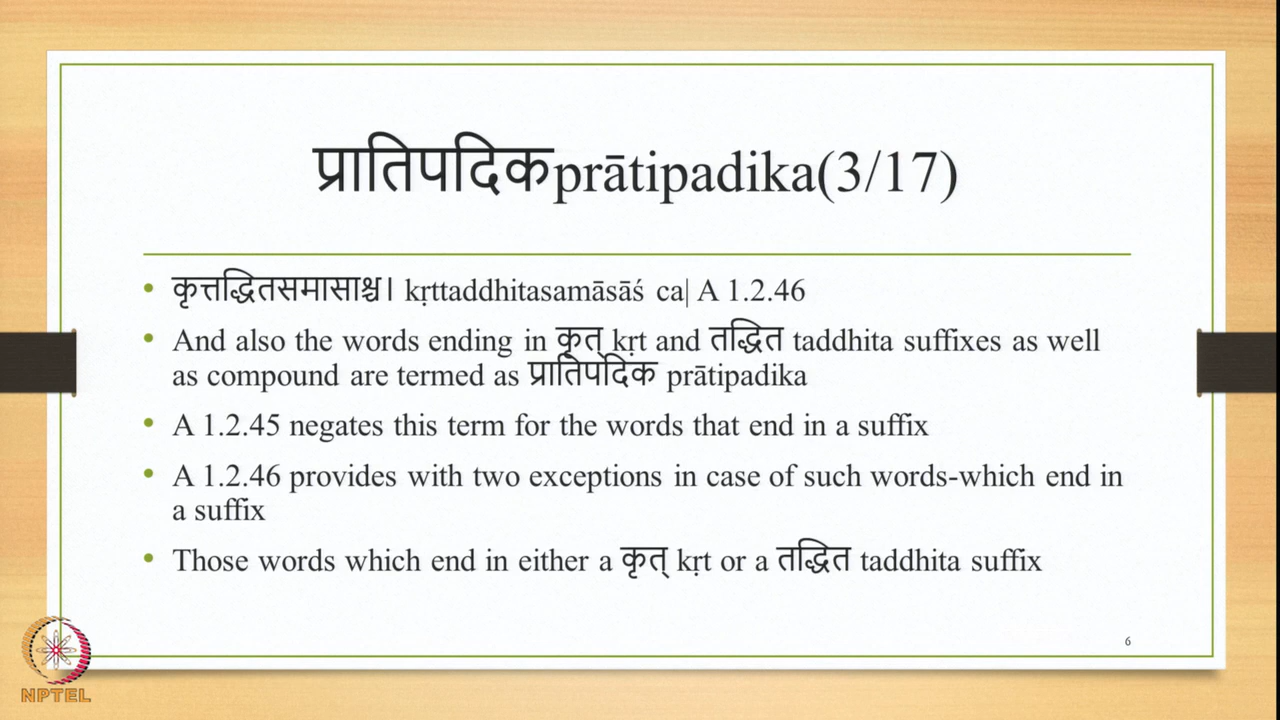 प्रातिपदिकprātipadika(3/17)
• कृत्तद्धितसमासाश्च। kṛttaddhitasamāsāś ca| A 1.2.46
• And also the words ending in कृत् kṛt and तद्धित taddhita suffixes as well
as compound are termed as प्रातिपदिक prātipadika
• A 1.2.45 negates this term for the words that end in a suffix
• A 1.2.46 provides with two exceptions in case of such words-which end in
a suffix
• Those words which end in either a कृत् kṛt or a तद्धित taddhita suffix
6
NPTEL